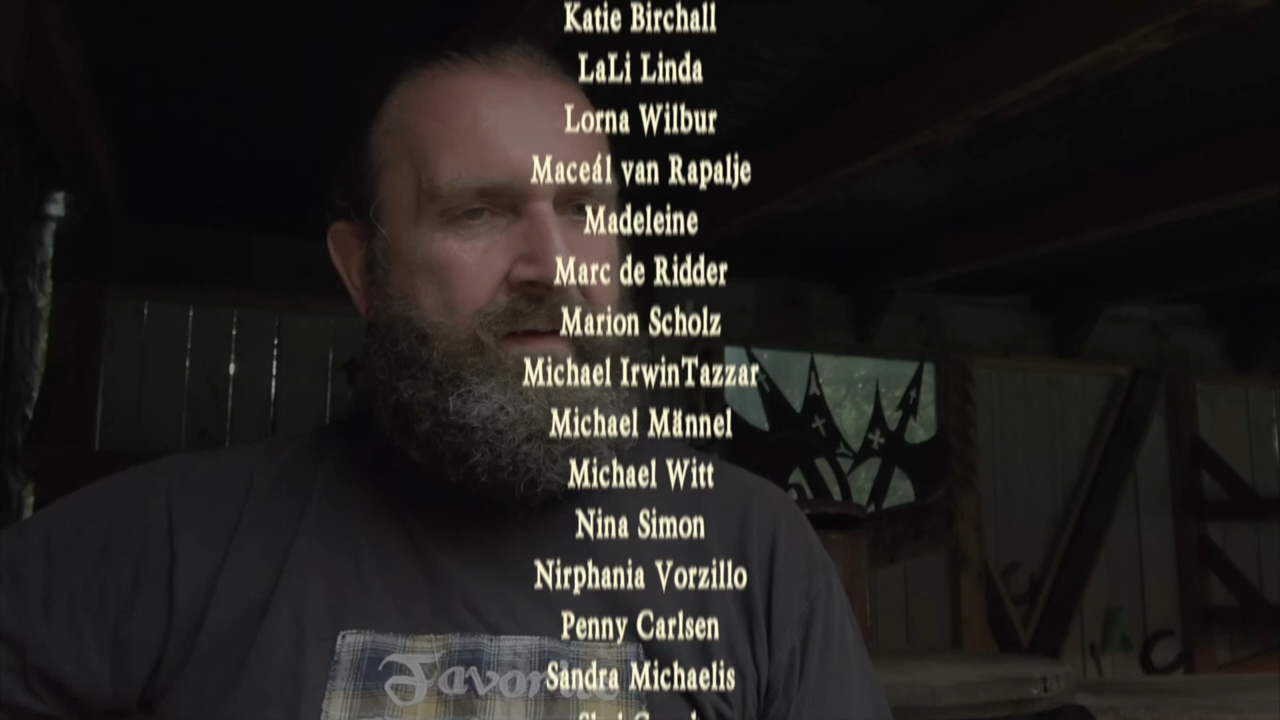 Katie Birchall
LaLi Linda
Lorna Wilbur
Maceál van Rapalje
Madeleine
Marc de Ridder
Marion Scholz
Michael IrwinTazzar
Michael Männel
Michael Witt
Nina Simon
Nirphania Vorzillo
Penny Carlsen
Sandra Michaelis